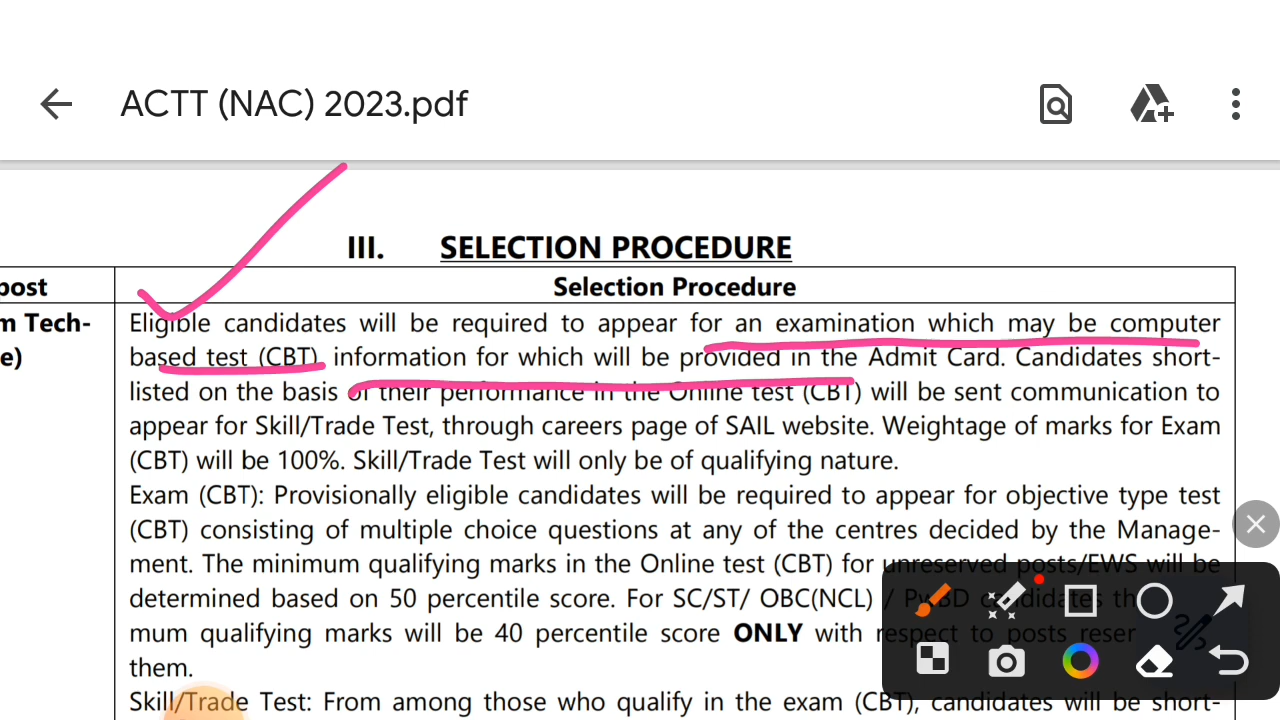 ACTT (NAC) 2023.pdf
III. SELECTION PROCEDURE
post Selection Procedure
m Tech- Eligible candidates will be required to appear for an examination which may be computer
e) based test (CBT), information for which will be provided in the Admit Card. Candidates short-
listed on the basis of their performance in the Online test (CBT) will be sent communication to
appear for Skill/Trade Test, through careers page of SAIL website. Weightage of marks for Exam
(CBT) will be 100%. Skill/Trade Test will only be of qualifying nature.
Exam (CBT): Provisionally eligible candidates will be required to appear for objective type test
(CBT) consisting of multiple choice questions at any of the centres decided by the Manage-
ment. The minimum qualifying marks in the Online test (CBT) for unreserved posts/EWS will be
determined based on 50 percentile score. For SC/ST/ OBC(NCL) / PwBD candidates th
mum qualifying marks will be 40 percentile score ONLY with respect to posts reser
them.
Skill/Trade Test: From among those who qualify in the exam (CBT), candidates will be short-